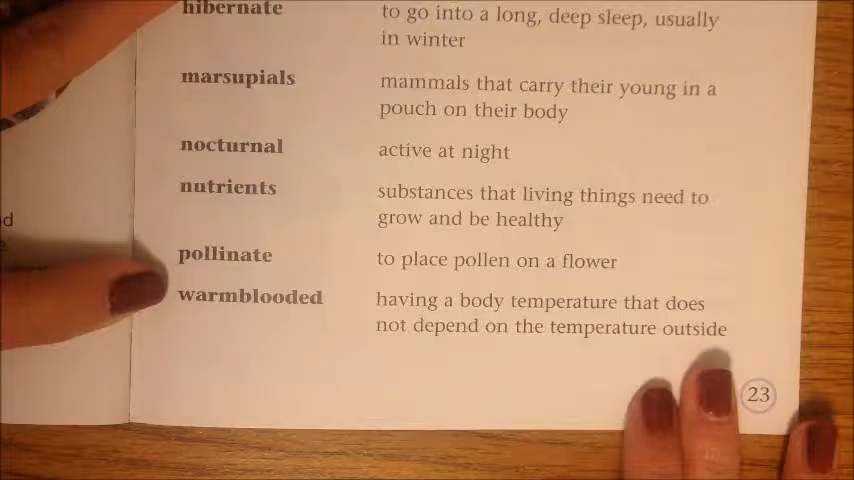 hibernate to go into a long, deep sleep, usually
in winter
marsupials mammals that carry their young in a
pouch on their body
nocturnal active at night
nutrients substances that living things need to
grow and be healthy
pollinate to place pollen on a flower
warmblooded having a body temperature that does
not depend on the temperature outside
23